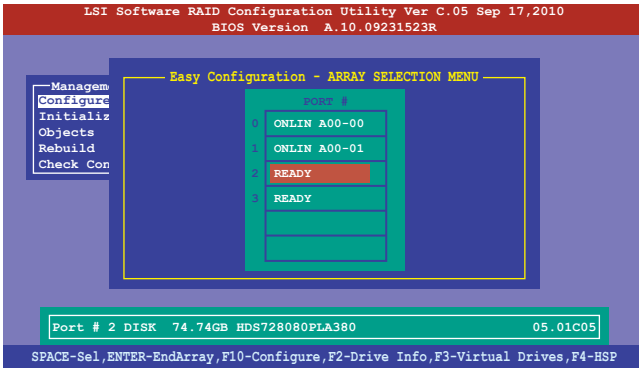 LSI Software RAID Configuration Utility Ver C.05 Sep 17,2010
BIOS Version A.10.09231523R
Easy Configuration - ARRAY SELECTION MENU
Managem
Configure
Initializ
Objects
Rebuild
Check Con
PORT #
0 ONLIN A00-00
1 ONLIN A00-01
2 READY
3 READY
Port # 2 DISK 74.74GB HDS728080PLA380 05.01C05
SPACE-Sel,ENTER-EndArray,F10-Configure,F2-Drive Info,F3-Virtual Drives,F4-HSP